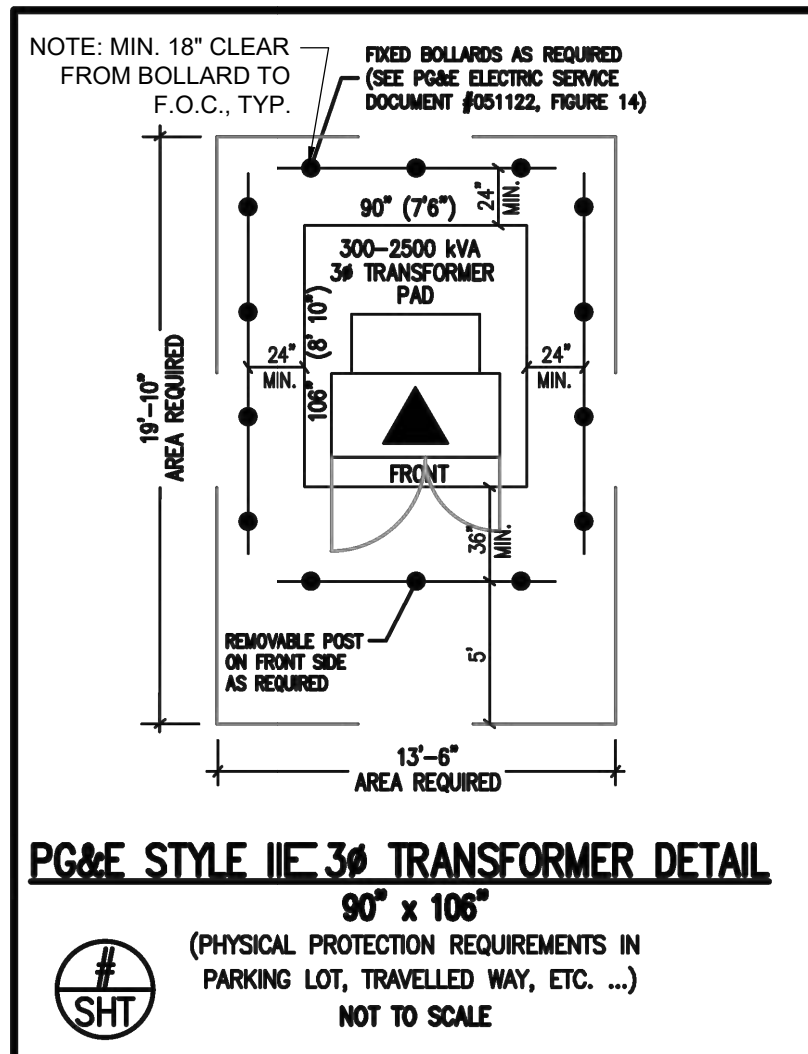 NOTE: MIN. 18" CLEAR
FROM BOLLARD TO
F.O.C., TYP.
FIXED BOLLARDS AS REQUIRED
(SEE PG&E ELECTRIC SERVICE
DOCUMENT #051122, FIGURE 14)
90" (7'6")
24"
MIN.
300-2500 kVA
3ø TRANSFORMER
PAD
106" (8' 10")
24"
MIN.
24"
MIN.
19'-10"
AREA REQUIRED
FRONT
36"
MIN.
REMOVABLE POST
ON FRONT SIDE
AS REQUIRED
5'
13'-6"
AREA REQUIRED
PG&E STYLE IIE 3ø TRANSFORMER DETAIL
90" x 106"
(PHYSICAL PROTECTION REQUIREMENTS IN
PARKING LOT, TRAVELLED WAY, ETC. ...)
NOT TO SCALE
#
SHT